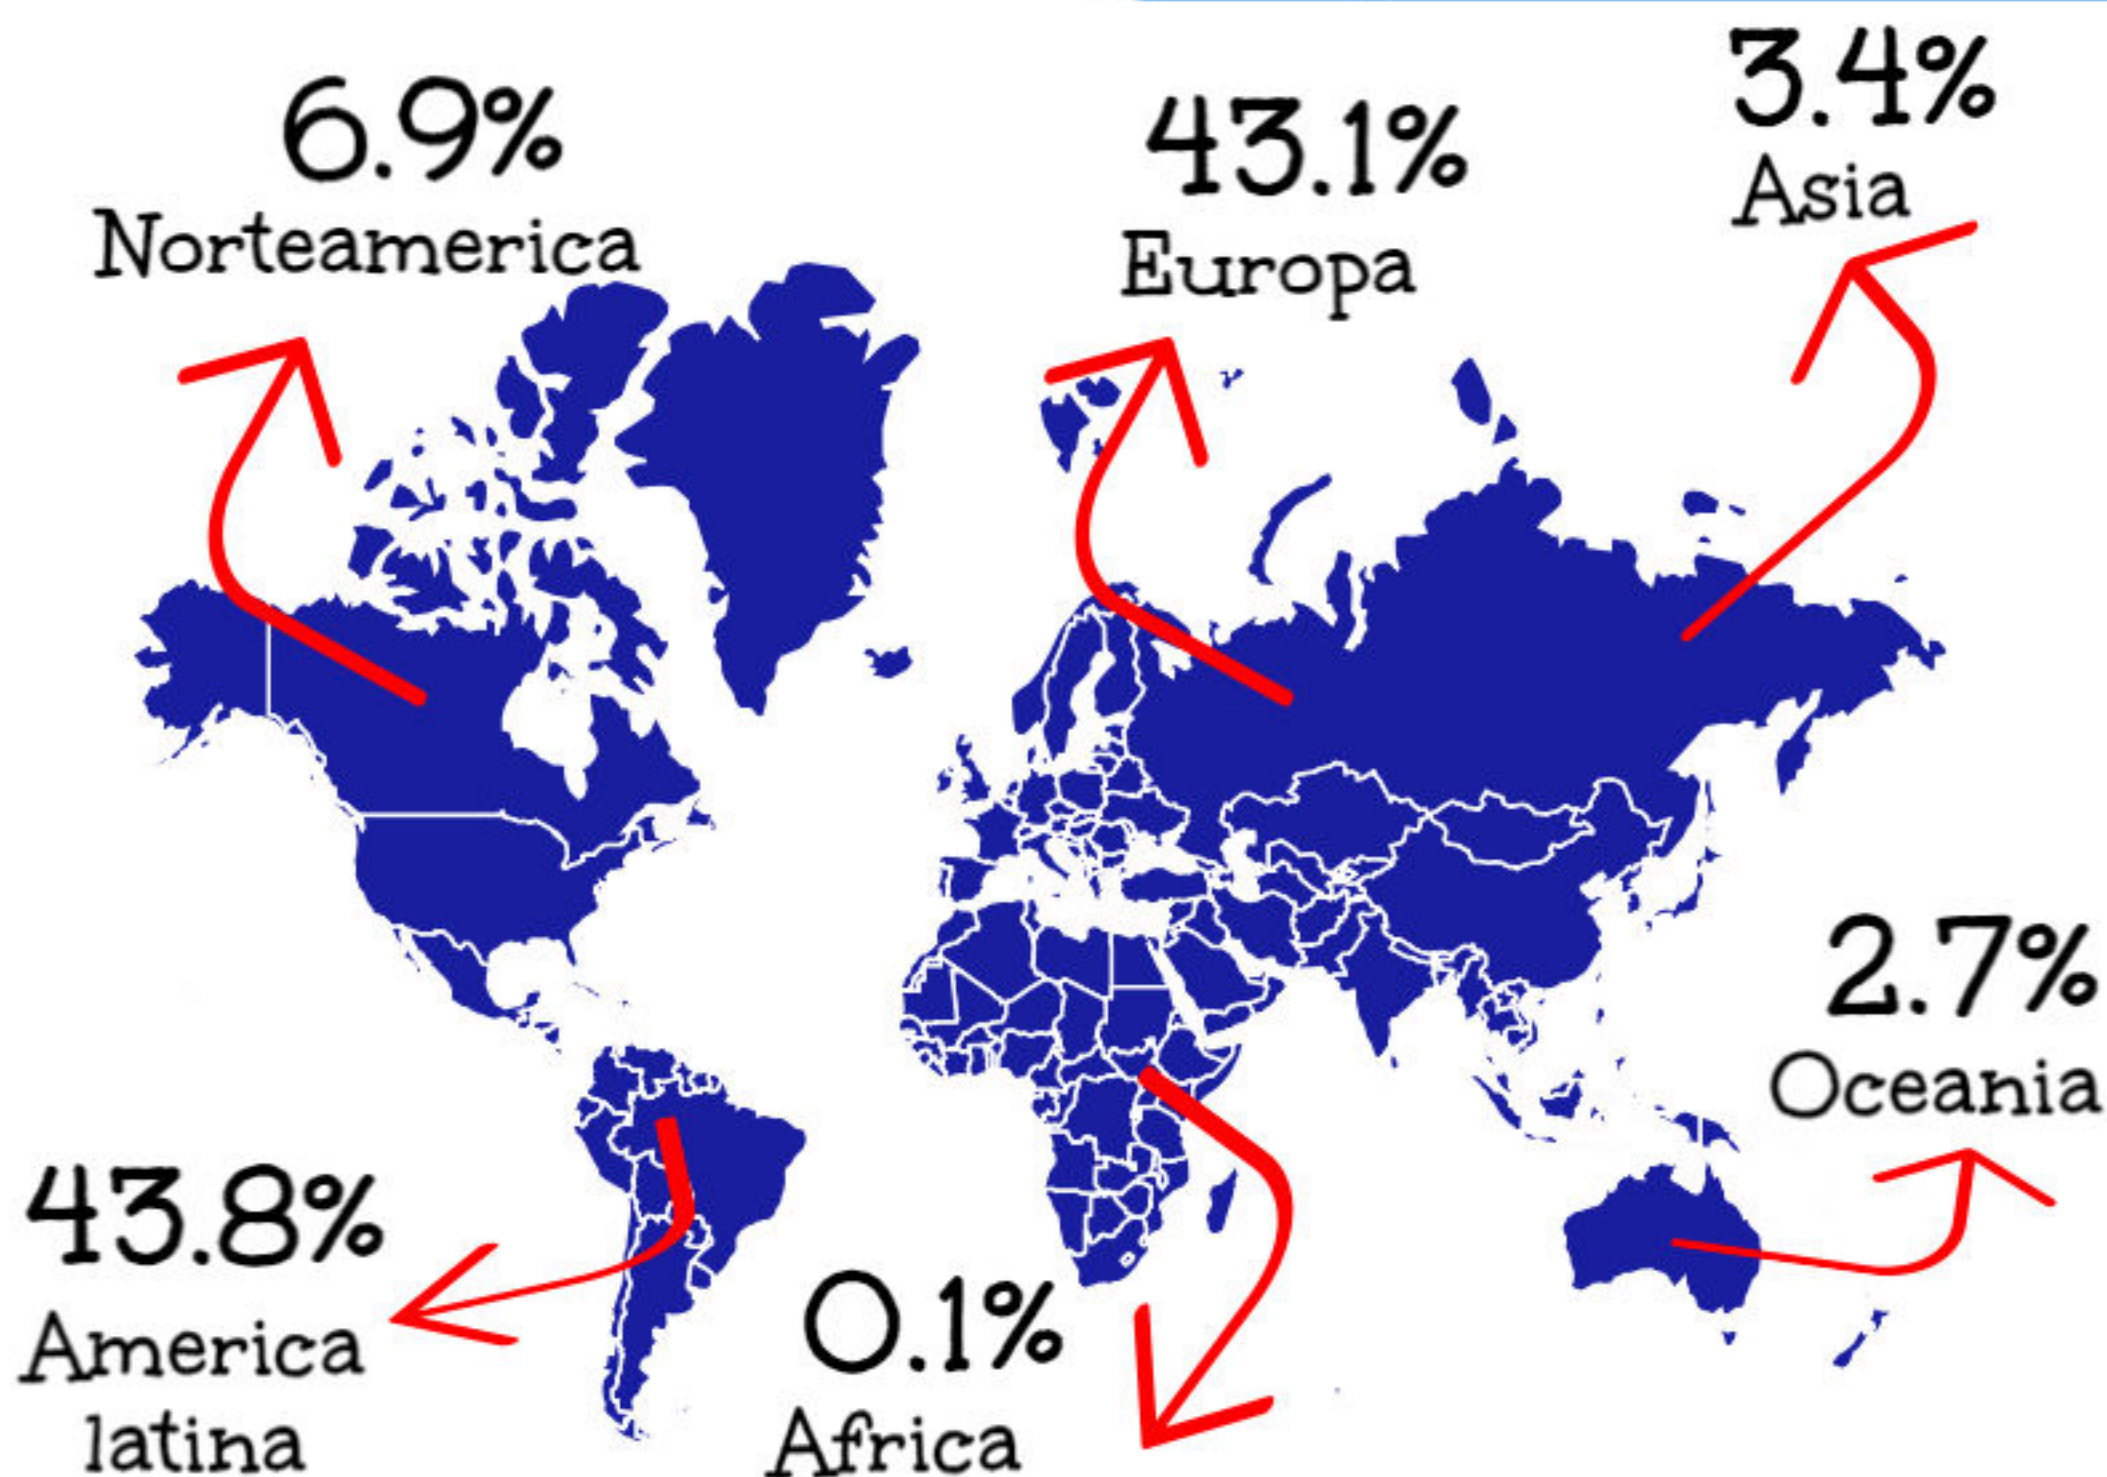 6.9%
Norteamerica
43.1%
Europa
3.4%
Asia
2.7%
Oceania
43.8%
America
latina
0.1%
Africa